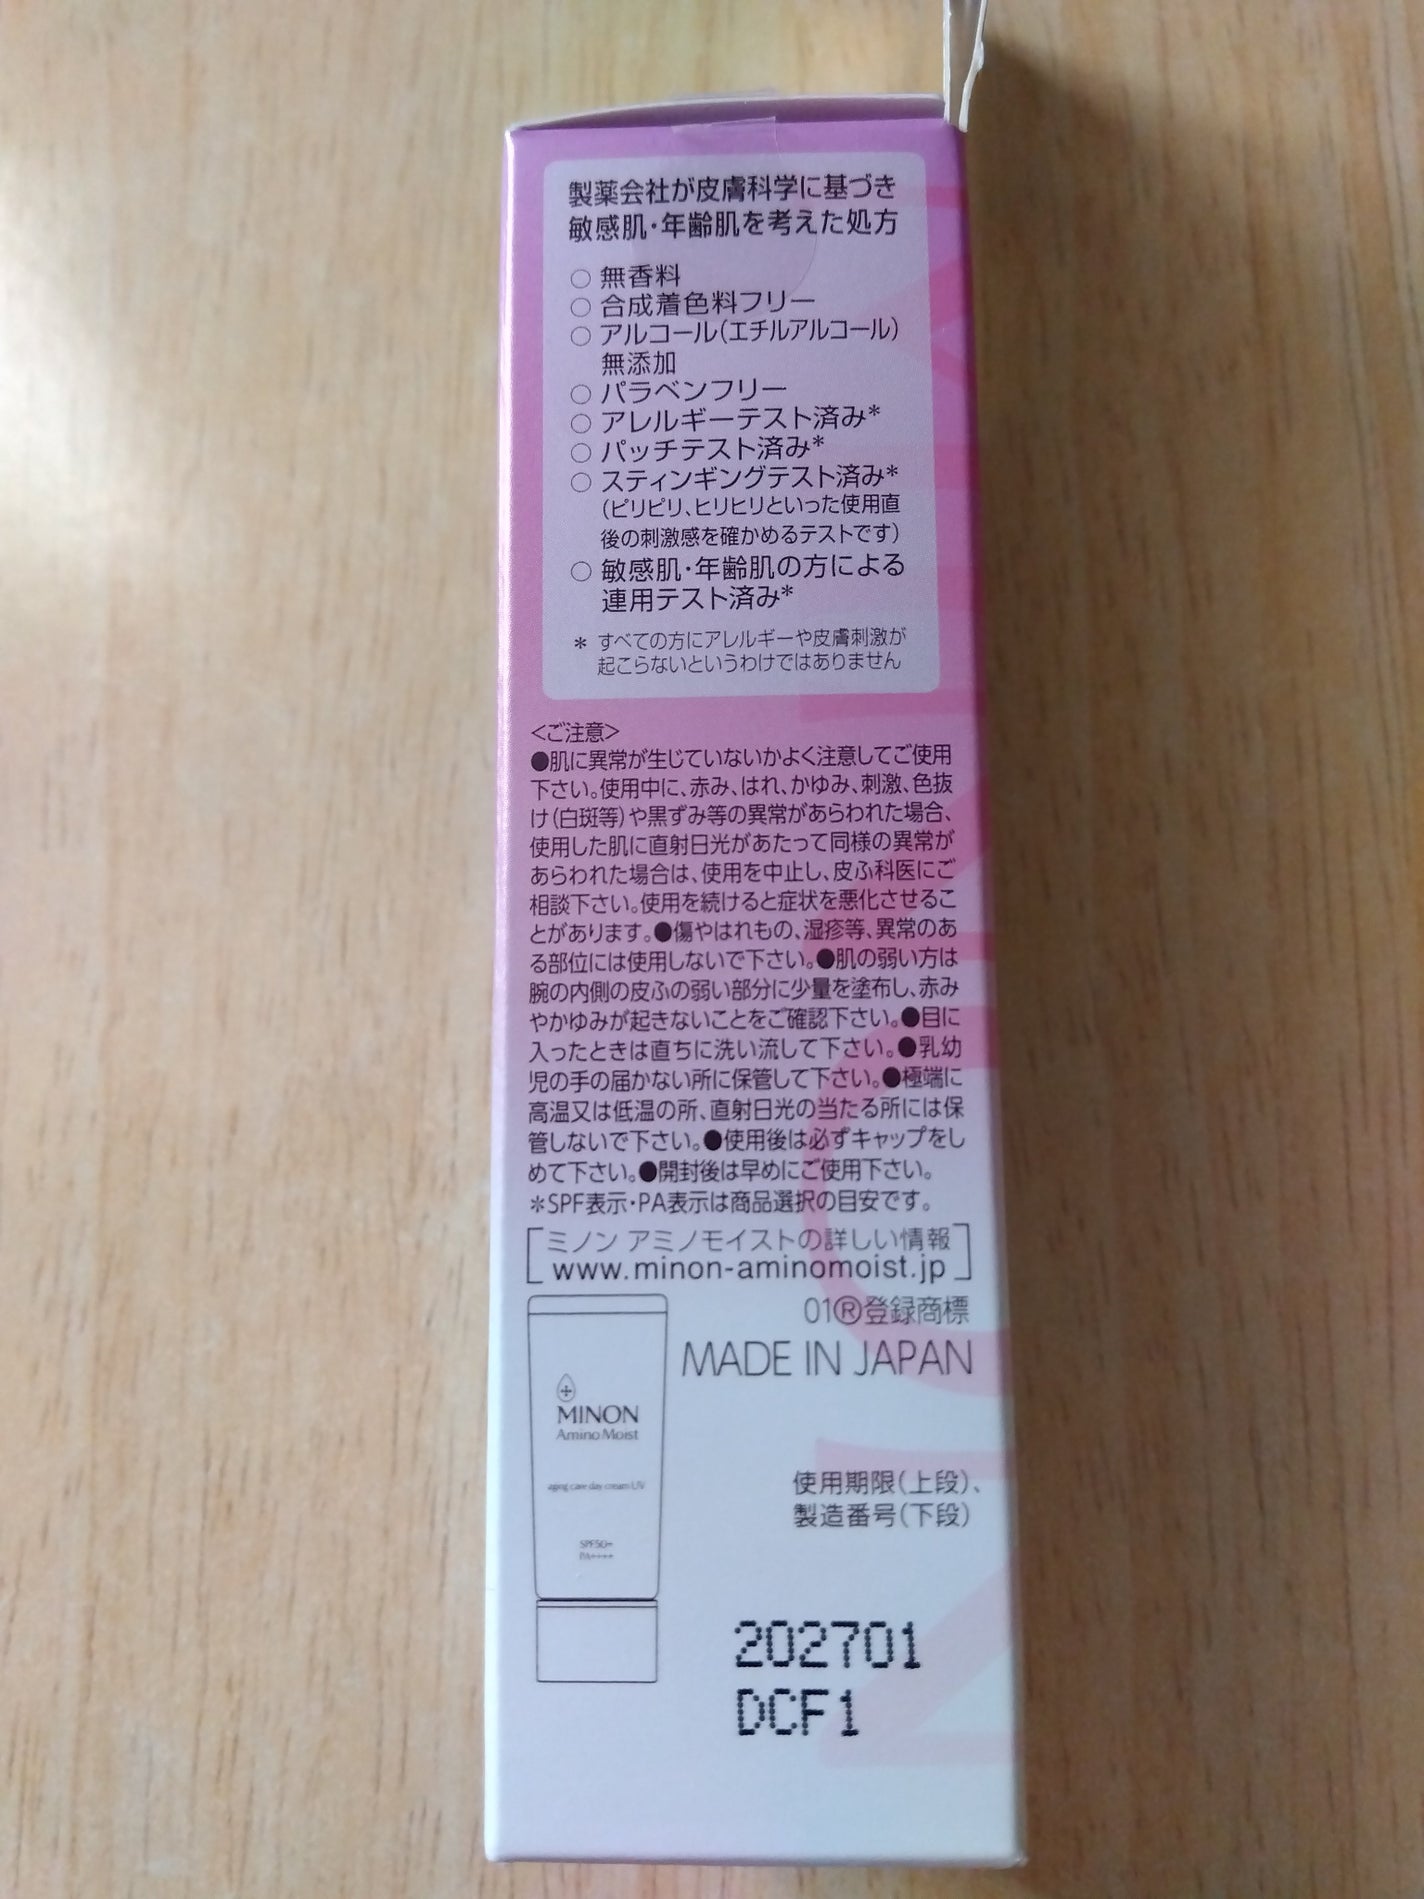 製薬会社が皮膚科学に基づき
敏感肌・年齢肌を考えた処方
○ 無香料
○ 合成着色料フリー
○ アルコール(エチルアルコール)
無添加
○ パラベンフリー
○ アレルギーテスト済み*
○ パッチテスト済み*
○ スティンギングテスト済み*
(ピリピリ、ヒリヒリといった使用直
後の刺激感を確かめるテストです)
○ 敏感肌・年齢肌の方による
連用テスト済み*
* すべての方にアレルギーや皮膚刺激が
起こらないというわけではありません
<ご注意>
●肌に異常が生じていないかよく注意してご使用
下さい。使用中に、赤み、はれ、かゆみ、刺激、色抜
け(白斑等)や黒ずみ等の異常があらわれた場合、
使用した肌に直射日光があたって同様の異常が
あらわれた場合は、使用を中止し、皮ふ科医にご
相談下さい。使用を続けると症状を悪化させるこ
とがあります。●傷やはれもの、湿疹等、異常のあ
る部位には使用しないで下さい。●肌の弱い方は
腕の内側の皮ふの弱い部分に少量を塗布し、赤み
やかゆみが起きないことをご確認下さい。●目に
入ったときは直ちに洗い流して下さい。●乳幼
児の手の届かない所に保管して下さい。●極端に
高温又は低温の所、直射日光の当たる所には保
管しないで下さい。●使用後は必ずキャップをし
めて下さい。●開封後は早めにご使用下さい。
*SPF表示・PA表示は商品選択の目安です。
ミノン アミノモイストの詳しい情報
www.minon-aminomoist.jp
01®登録商標
MADE IN JAPAN
MINON
Amino Moist
aging care day cream UV
SPF50+
PA++++
使用期限(上段)、
製造番号(下段)
202701
DCF1